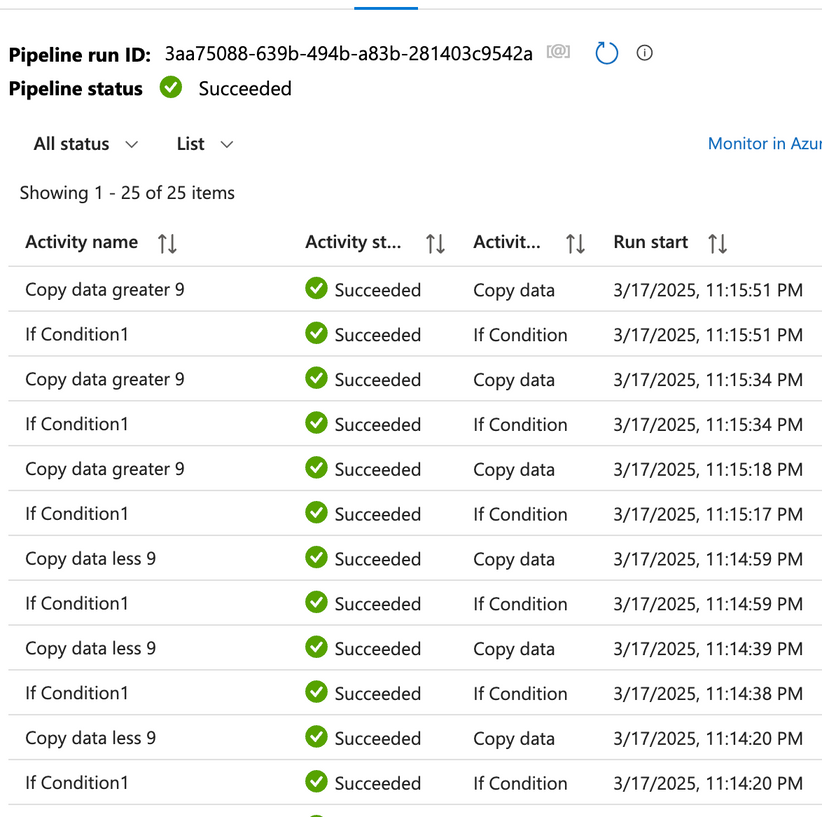 Pipeline run ID: 3aa75088-639b-494b-a83b-281403c9542a [@]
Pipeline status Succeeded
All status List Monitor in Azur
Showing 1 - 25 of 25 items
Activity name Activity st... Activit... Run start
Copy data greater 9 Succeeded Copy data 3/17/2025, 11:15:51 PM
If Condition1 Succeeded If Condition 3/17/2025, 11:15:51 PM
Copy data greater 9 Succeeded Copy data 3/17/2025, 11:15:34 PM
If Condition1 Succeeded If Condition 3/17/2025, 11:15:34 PM
Copy data greater 9 Succeeded Copy data 3/17/2025, 11:15:18 PM
If Condition1 Succeeded If Condition 3/17/2025, 11:15:17 PM
Copy data less 9 Succeeded Copy data 3/17/2025, 11:14:59 PM
If Condition1 Succeeded If Condition 3/17/2025, 11:14:59 PM
Copy data less 9 Succeeded Copy data 3/17/2025, 11:14:39 PM
If Condition1 Succeeded If Condition 3/17/2025, 11:14:38 PM
Copy data less 9 Succeeded Copy data 3/17/2025, 11:14:20 PM
If Condition1 Succeeded If Condition 3/17/2025, 11:14:20 PM